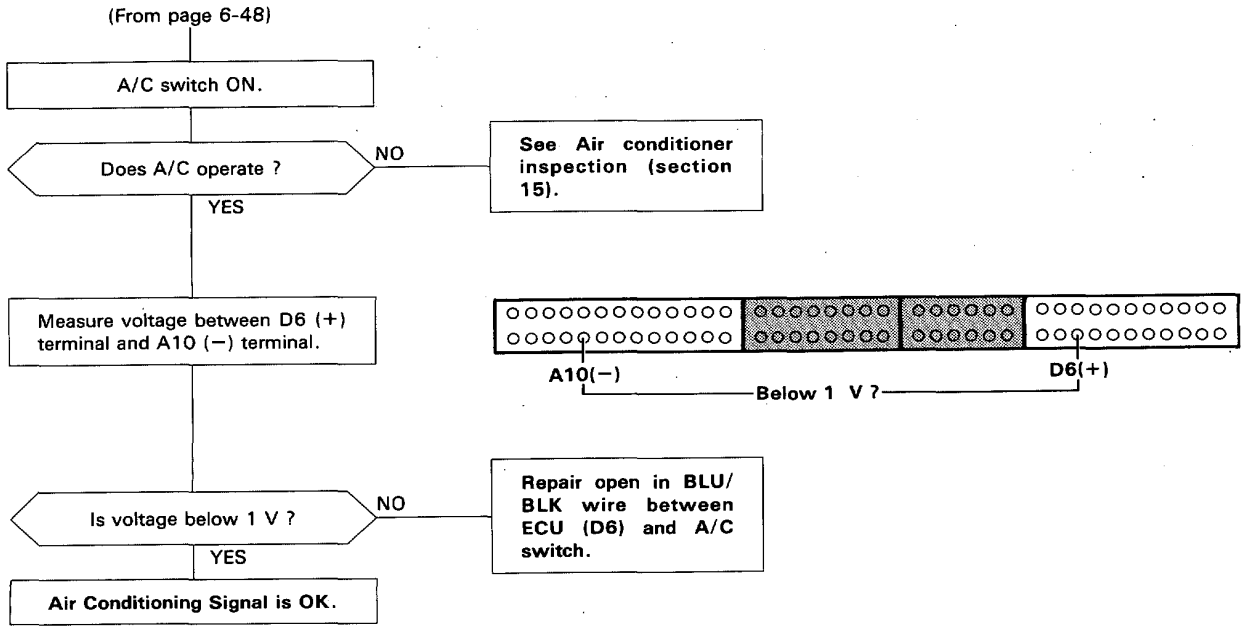 (From page 6-48)
A/C switch ON.
Does A/C operate ?
NO
See Air conditioner
inspection (section
15).
YES
Measure voltage between D6 (+)
terminal and A10 (−) terminal.
A10(−)
D6(+)
Below 1 V ?
Is voltage below 1 V ?
NO
Repair open in BLU/
BLK wire between
ECU (D6) and A/C
switch.
YES
Air Conditioning Signal is OK.